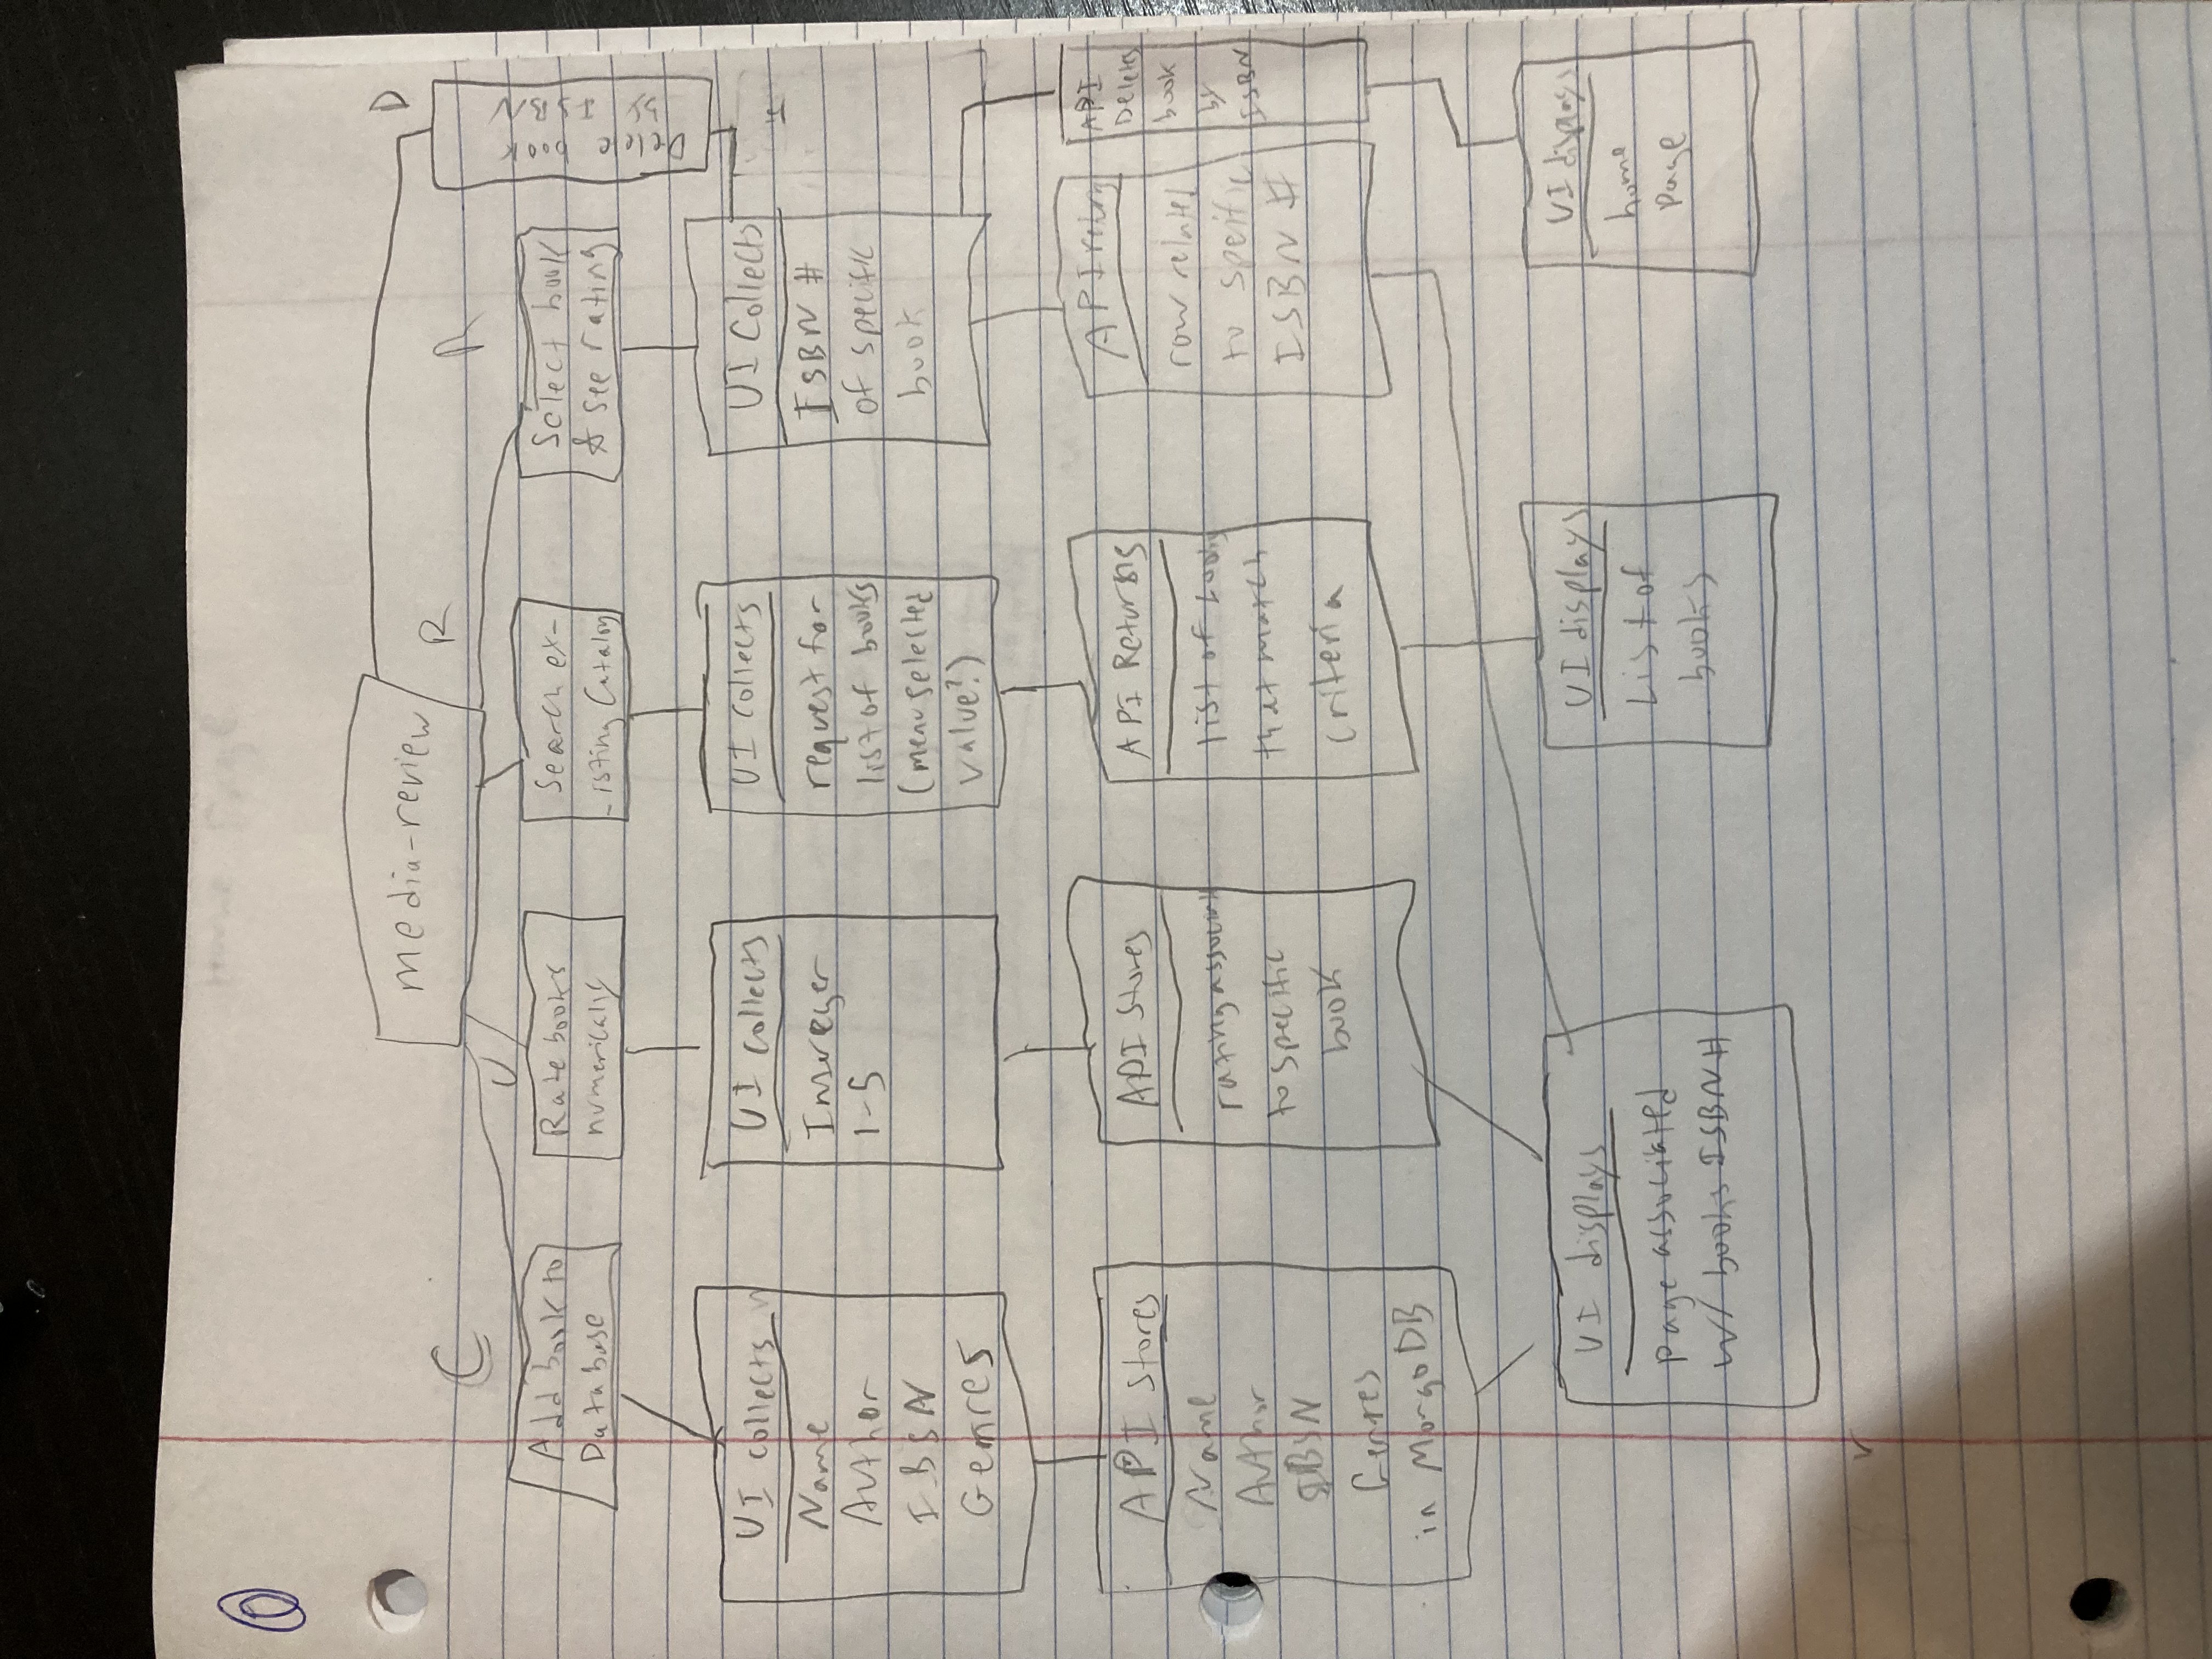 media-review
C
U
R
R
D
Add book to
Database
Rate books
numerically
Search ex-
-isting Catalog
Select book
& see rating
Delete book
by ISBN
UI collects
Name
Author
IBSN
Genres
UI collects
1-5
UI collects
request for
list of books
(menu selected
value?)
UI Collects
ISBN #
of specific
book
API stores
Name
Author
IBSN
Genres
in MongoDB
API stores
rating associated
to specific
book
API Returns
list of books
that match
criteria
API returns
row related
to speific
ISBN #
API
Deletes
book
by
ISBN
UI displays
page associated
w/ books ISBN #
UI displays
List of
books
UI displays
home
page